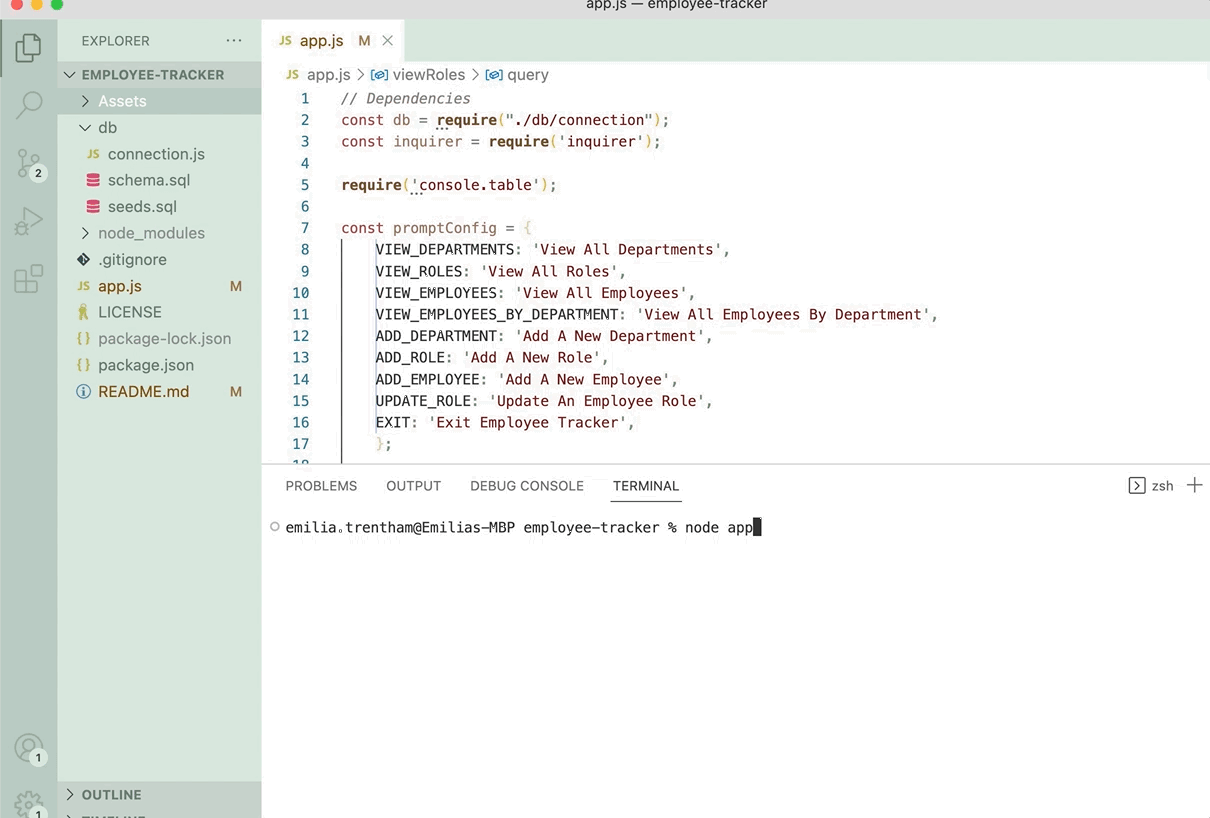 app.js — employee-tracker
EXPLORER
EMPLOYEE-TRACKER
Assets
db
JS connection.js
schema.sql
seeds.sql
node_modules
.gitignore
JS app.js M
LICENSE
{} package-lock.json
{} package.json
README.md M
OUTLINE
TIMELINE
2
1
1
JS app.js M
JS app.js > viewRoles > query
1 // Dependencies
2 const db = require("./db/connection");
3 const inquirer = require('inquirer');
4
5 require('console.table');
6
7 const promptConfig = {
8 VIEW_DEPARTMENTS: 'View All Departments',
9 VIEW_ROLES: 'View All Roles',
10 VIEW_EMPLOYEES: 'View All Employees',
11 VIEW_EMPLOYEES_BY_DEPARTMENT: 'View All Employees By Department',
12 ADD_DEPARTMENT: 'Add A New Department',
13 ADD_ROLE: 'Add A New Role',
14 ADD_EMPLOYEE: 'Add A New Employee',
15 UPDATE_ROLE: 'Update An Employee Role',
16 EXIT: 'Exit Employee Tracker',
17 };
18
PROBLEMS OUTPUT DEBUG CONSOLE TERMINAL
zsh
emilia.trentham@Emilias-MBP employee-tracker % node app